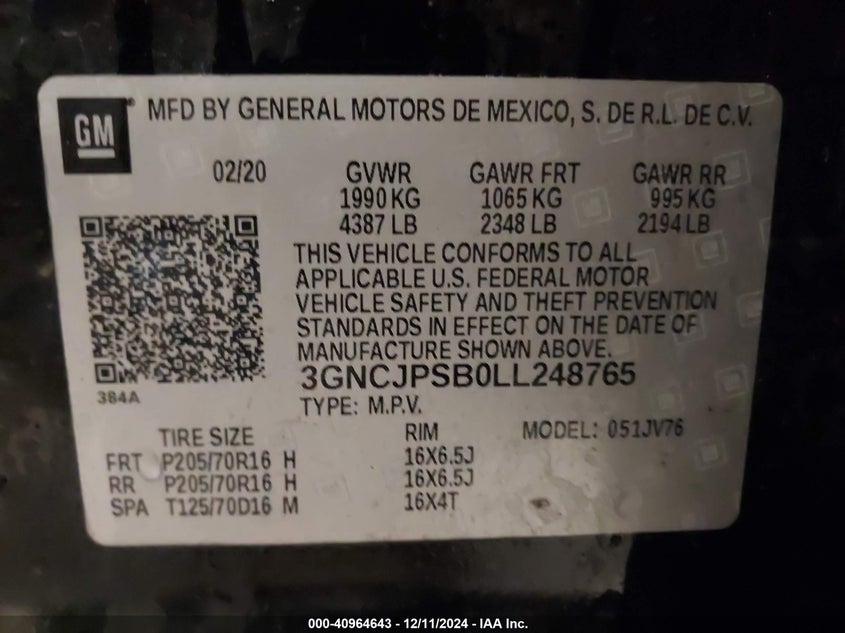 GM ® MFD BY GENERAL MOTORS DE MEXICO, S. DE R.L. DE C.V.
02/20 GVWR GAWR FRT GAWR RR
1990 KG 1065 KG 995 KG
4387 LB 2348 LB 2194 LB
THIS VEHICLE CONFORMS TO ALL
APPLICABLE U.S. FEDERAL MOTOR
VEHICLE SAFETY AND THEFT PREVENTION
STANDARDS IN EFFECT ON THE DATE OF
MANUFACTURE SHOWN ABOVE.
3GNCJPSB0LL248765
384A
TYPE: M.P.V.
TIRE SIZE RIM MODEL: 051JV76
FRT P205/70R16 H 16X6.5J
RR P205/70R16 H 16X6.5J
SPA T125/70D16 M 16X4T
000-40964643 - 12/11/2024 - IAA Inc.